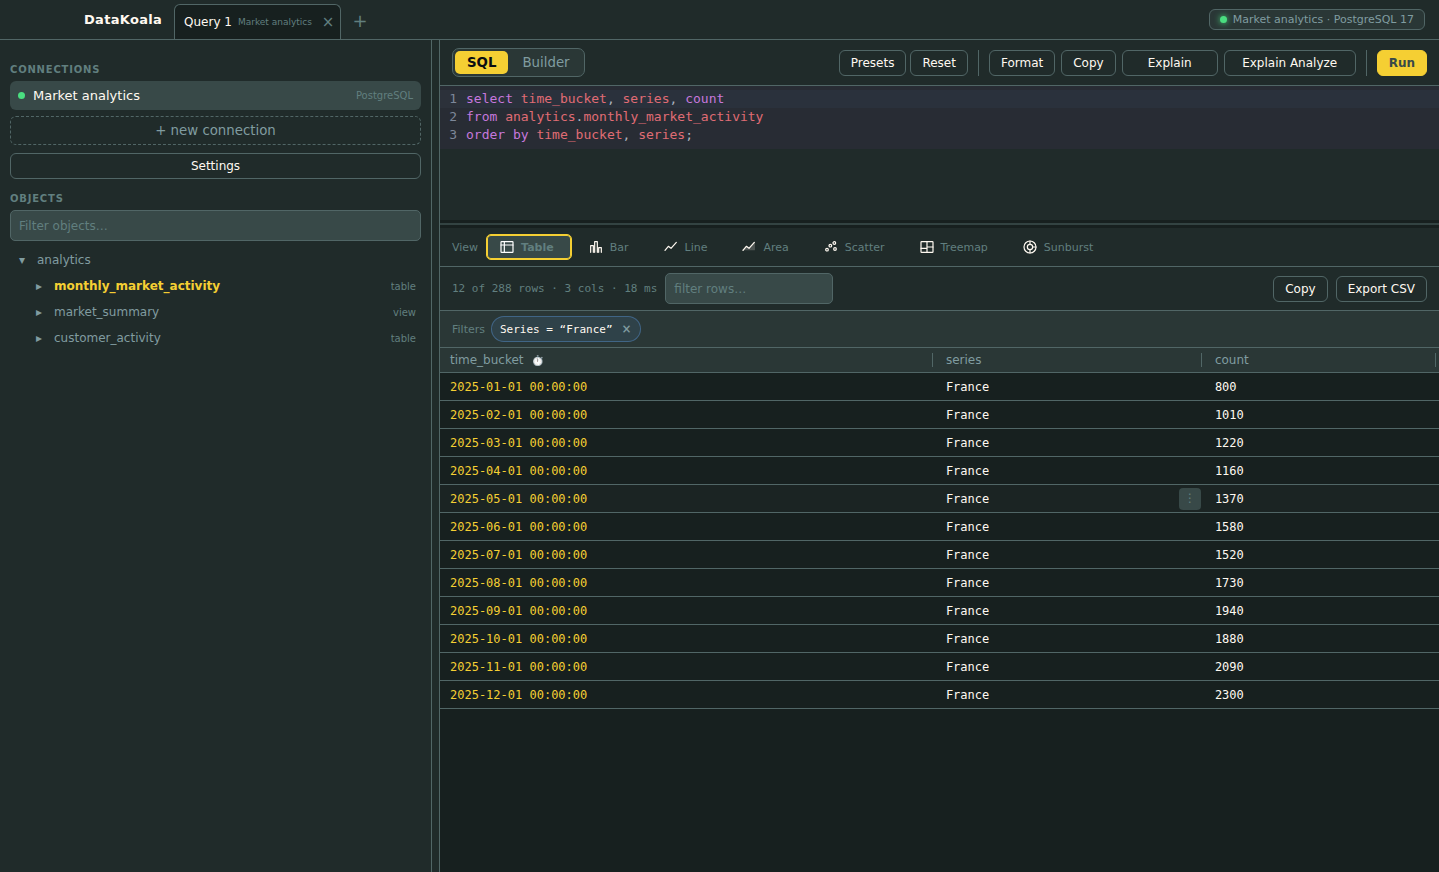 DataKoala
Query 1 Market analytics × +
Market analytics · PostgreSQL 17
CONNECTIONS
Market analytics PostgreSQL
+ new connection
Settings
OBJECTS
Filter objects…
▾ analytics
▸ monthly_market_activity table
▸ market_summary view
▸ customer_activity table
SQL Builder
Presets Reset Format Copy Explain Explain Analyze Run
1 select time_bucket, series, count
2 from analytics.monthly_market_activity
3 order by time_bucket, series;
View Table Bar Line Area Scatter Treemap Sunburst
12 of 288 rows · 3 cols · 18 ms filter rows… Copy Export CSV
Filters Series = “France” ×
time_bucket series count
2025-01-01 00:00:00 France 800
2025-02-01 00:00:00 France 1010
2025-03-01 00:00:00 France 1220
2025-04-01 00:00:00 France 1160
2025-05-01 00:00:00 France ⋮ 1370
2025-06-01 00:00:00 France 1580
2025-07-01 00:00:00 France 1520
2025-08-01 00:00:00 France 1730
2025-09-01 00:00:00 France 1940
2025-10-01 00:00:00 France 1880
2025-11-01 00:00:00 France 2090
2025-12-01 00:00:00 France 2300